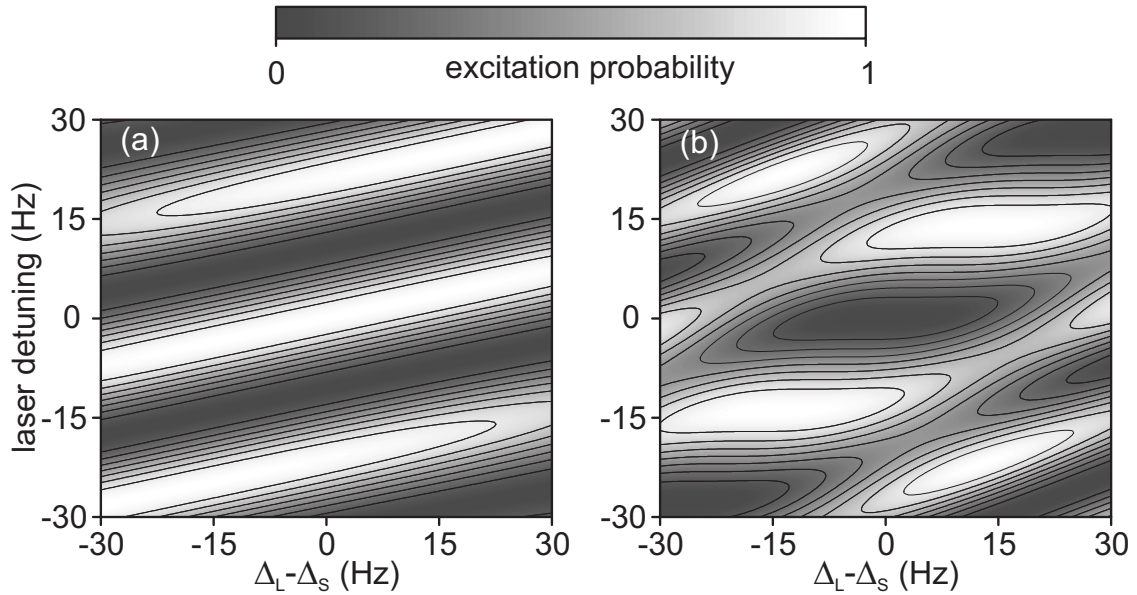 0 excitation probability 1
(a) (b)
30 30
15 15
0 0
-15 -15
-30 -30
laser detuning (Hz)
-30 -15 0 15 30 -30 -15 0 15 30
Δ_L-Δ_S (Hz) Δ_L-Δ_S (Hz)